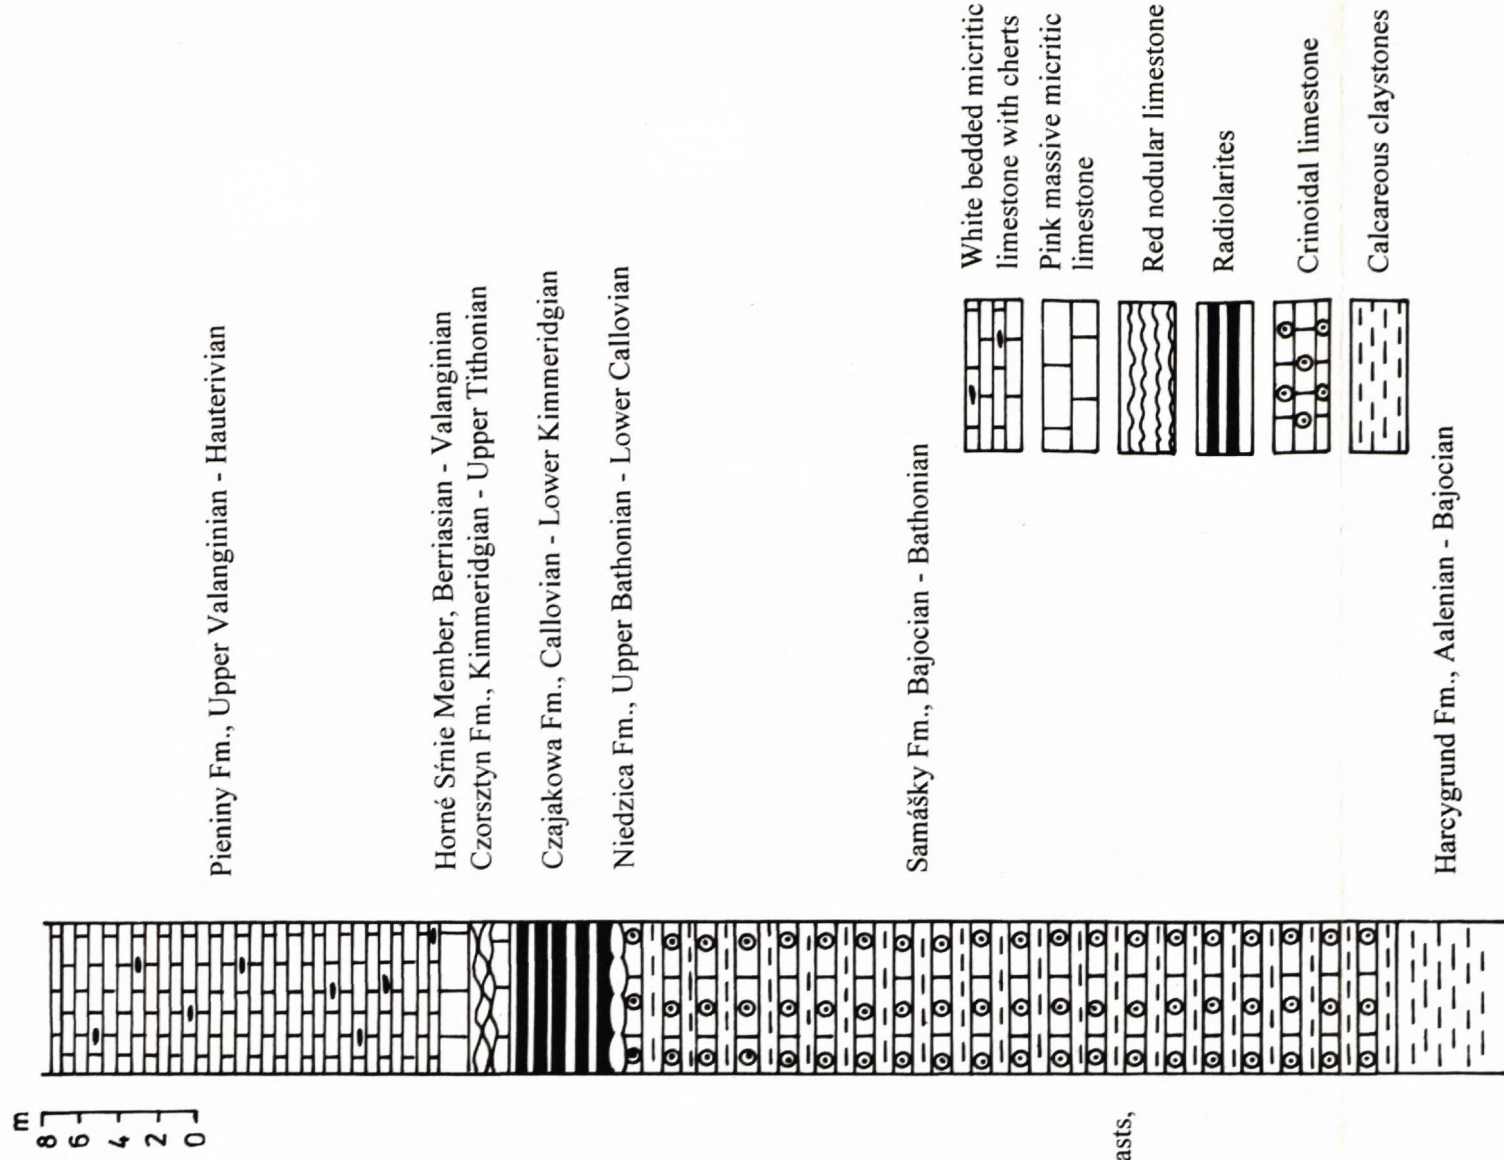 m
8
6
4
2
0
Pieniny Fm., Upper Valanginian - Hauterivian
Horné Sŕnie Member, Berriasian - Valanginian
Czorsztyn Fm., Kimmeridgian - Upper Tithonian
Czajakowa Fm., Callovian - Lower Kimmeridgian
Niedzica Fm., Upper Bathonian - Lower Callovian
Samášky Fm., Bajocian - Bathonian
Harcygrund Fm., Aalenian - Bajocian
White bedded micritic
limestone with cherts
Pink massive micritic
limestone
Red nodular limestone
Radiolarites
Crinoidal limestone
Calcareous claystones
asts,